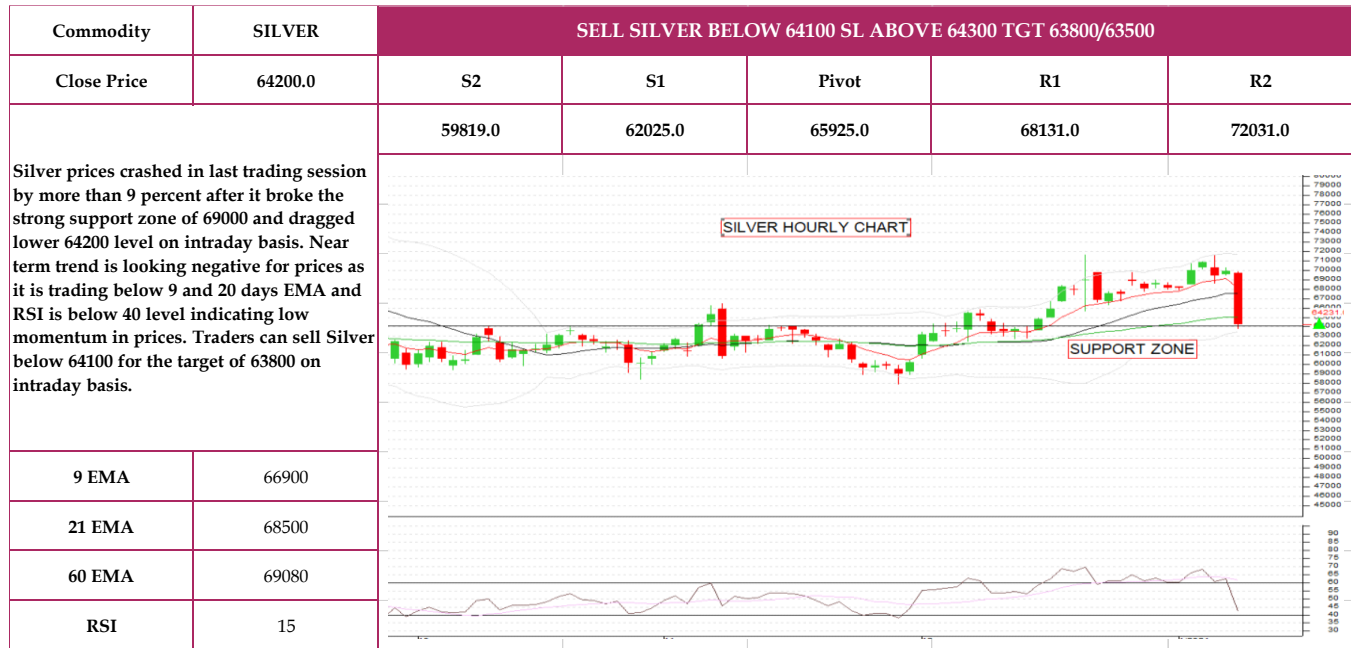 Commodity
SILVER
SELL SILVER BELOW 64100 SL ABOVE 64300 TGT 63800/63500
Close Price
64200.0
S2
S1
Pivot
R1
R2
59819.0
62025.0
65925.0
68131.0
72031.0
Silver prices crashed in last trading session
by more than 9 percent after it broke the
strong support zone of 69000 and dragged
lower 64200 level on intraday basis. Near
term trend is looking negative for prices as
it is trading below 9 and 20 days EMA and
RSI is below 40 level indicating low
momentum in prices. Traders can sell Silver
below 64100 for the target of 63800 on
intraday basis.
9 EMA
66900
21 EMA
68500
60 EMA
69080
RSI
15
SILVER HOURLY CHART
SUPPORT ZONE
79000
78000
77000
76000
75000
74000
73000
72000
71000
70000
69000
68000
67000
66000
64231.
63000
62000
61000
60000
59000
58000
57000
56000
55000
54000
53000
52000
51000
50000
49000
48000
47000
46000
45000
90
85
80
75
70
65
60
55
50
45
40
35
30